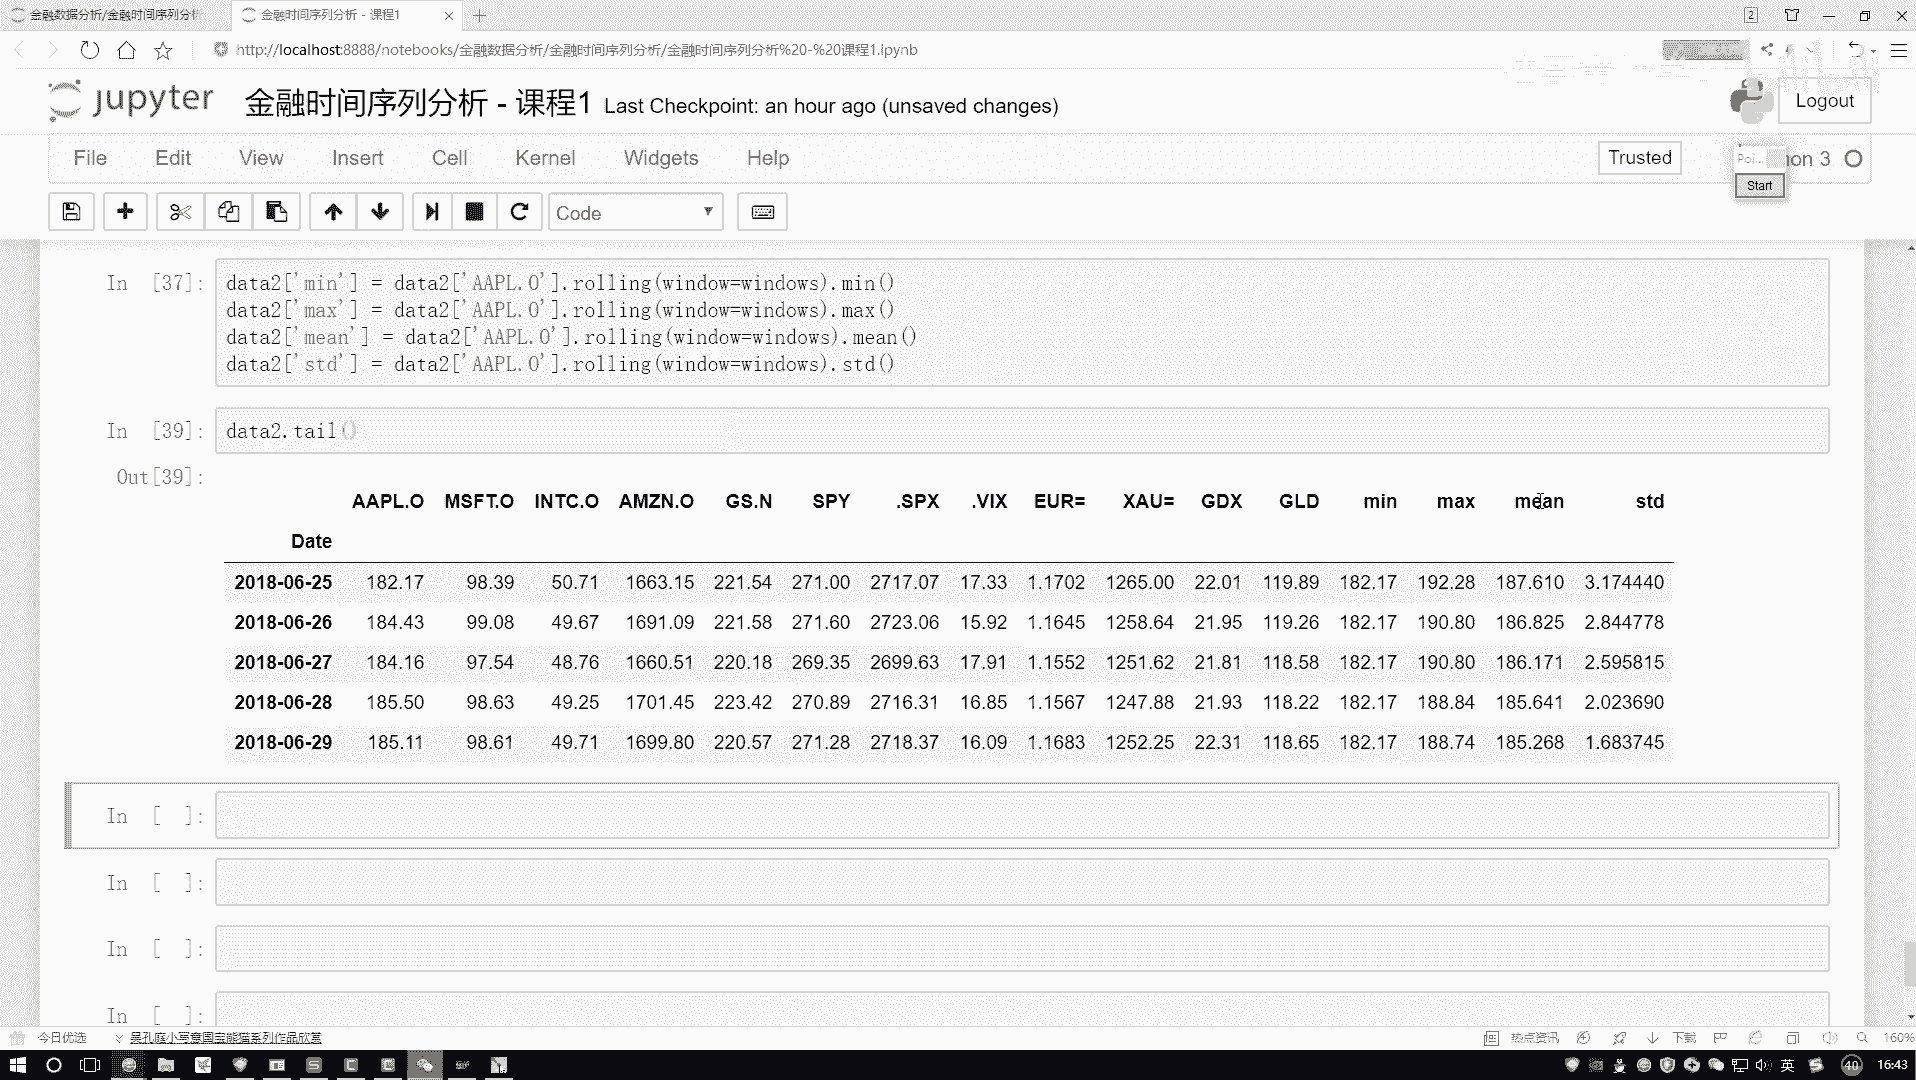 金融数据分析/金融时间序列分析
金融时间序列分析 - 课程1
2
http://localhost:8888/notebooks/金融数据分析/金融时间序列分析/金融时间序列分析%20-%20课程1.ipynb
jupyter 金融时间序列分析 - 课程1 Last Checkpoint: an hour ago (unsaved changes)
Logout
File Edit View Insert Cell Kernel Widgets Help
Trusted
Poi... hon 3
Start
Code
In [37]: data2['min'] = data2['AAPL.O'].rolling(window=windows).min()
data2['max'] = data2['AAPL.O'].rolling(window=windows).max()
data2['mean'] = data2['AAPL.O'].rolling(window=windows).mean()
data2['std'] = data2['AAPL.O'].rolling(window=windows).std()
In [39]: data2.tail()
Out[39]:
AAPL.O MSFT.O INTC.O AMZN.O GS.N SPY .SPX .VIX EUR= XAU= GDX GLD min max mean std
Date
2018-06-25 182.17 98.39 50.71 1663.15 221.54 271.00 2717.07 17.33 1.1702 1265.00 22.01 119.89 182.17 192.28 187.610 3.174440
2018-06-26 184.43 99.08 49.67 1691.09 221.58 271.60 2723.06 15.92 1.1645 1258.64 21.95 119.26 182.17 190.80 186.825 2.844778
2018-06-27 184.16 97.54 48.76 1660.51 220.18 269.35 2699.63 17.91 1.1552 1251.62 21.81 118.58 182.17 190.80 186.171 2.595815
2018-06-28 185.50 98.63 49.25 1701.45 223.42 270.89 2716.31 16.85 1.1567 1247.88 21.93 118.22 182.17 188.84 185.641 2.023690
2018-06-29 185.11 98.61 49.71 1699.80 220.57 271.28 2718.37 16.09 1.1683 1252.25 22.31 118.65 182.17 188.74 185.268 1.683745
In [ ]:
In [ ]:
In [ ]:
In [ ]:
今日优选 吴孔庭小写意国宝熊猫系列作品欣赏 热点资讯 下载 160%
英 40 16:43